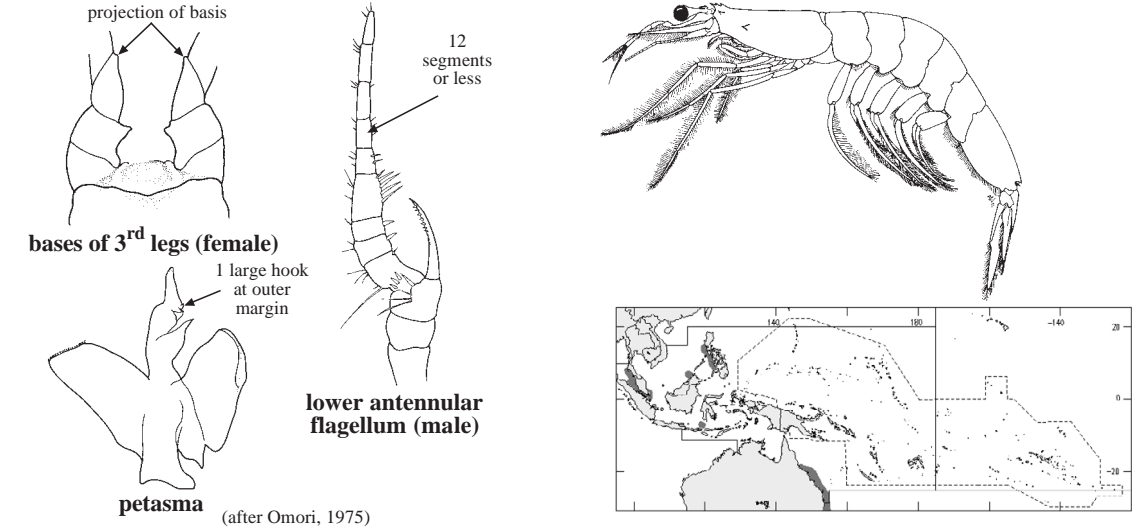 projection of basis
12
segments
or less
bases of 3rd legs (female)
1 large hook
at outer
margin
lower antennular
flagellum (male)
petasma
(after Omori, 1975)
140
180
-140
20
0
-20